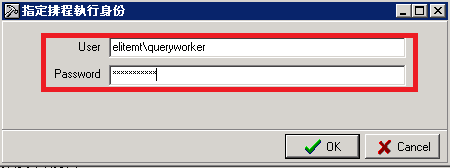 指定排程執行身份
User elitemt\queryworker
Password ×××××××××××
OK Cancel